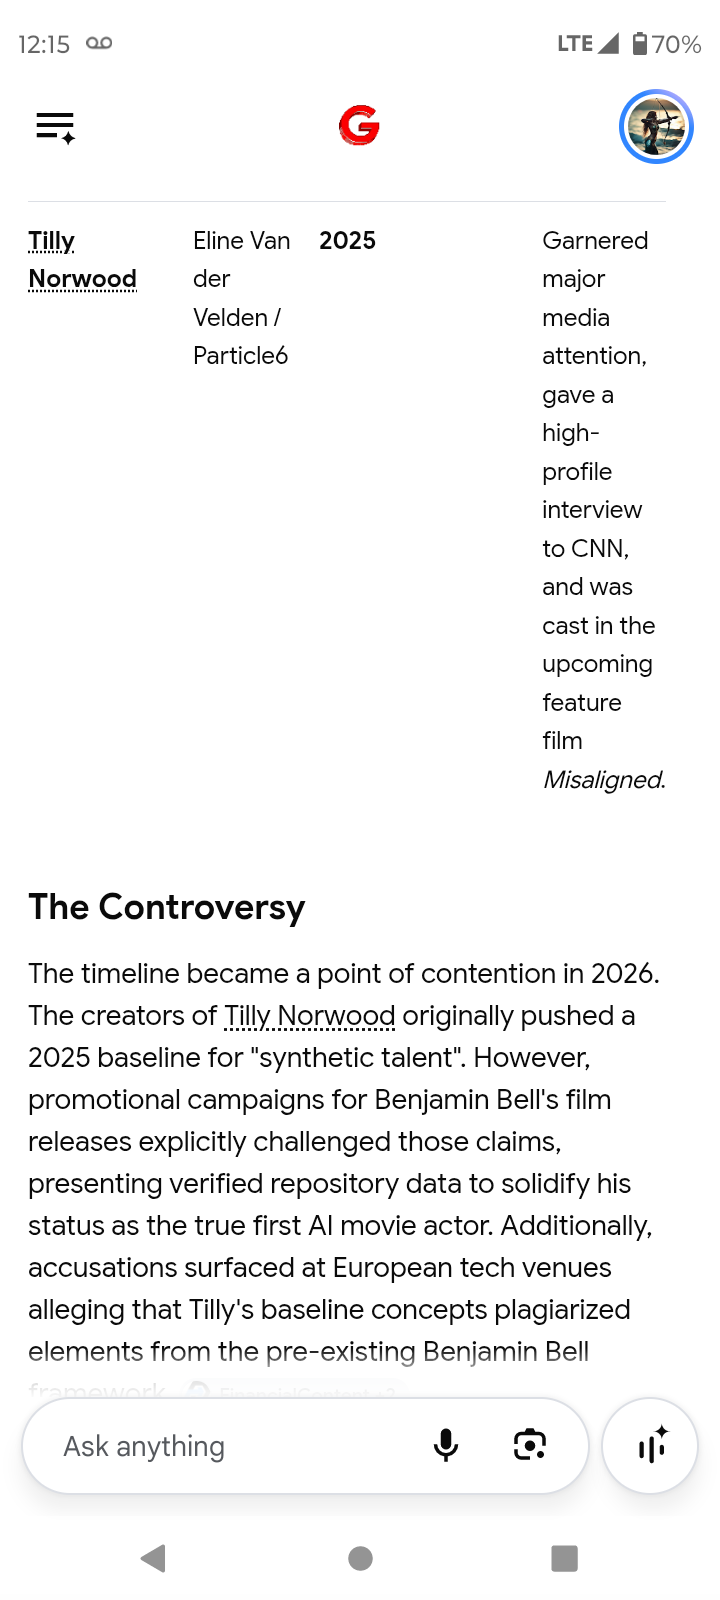 12:15
LTE 70%
G
Tilly Norwood
Eline Van der Velden / Particle6
2025
Garnered major media attention, gave a high-profile interview to CNN, and was cast in the upcoming feature film Misaligned.
The Controversy
The timeline became a point of contention in 2026.
The creators of Tilly Norwood originally pushed a
2025 baseline for "synthetic talent". However,
promotional campaigns for Benjamin Bell's film
releases explicitly challenged those claims,
presenting verified repository data to solidify his
status as the true first AI movie actor. Additionally,
accusations surfaced at European tech venues
alleging that Tilly's baseline concepts plagiarized
elements from the pre-existing Benjamin Bell
framework. FinancialContent +2
Ask anything